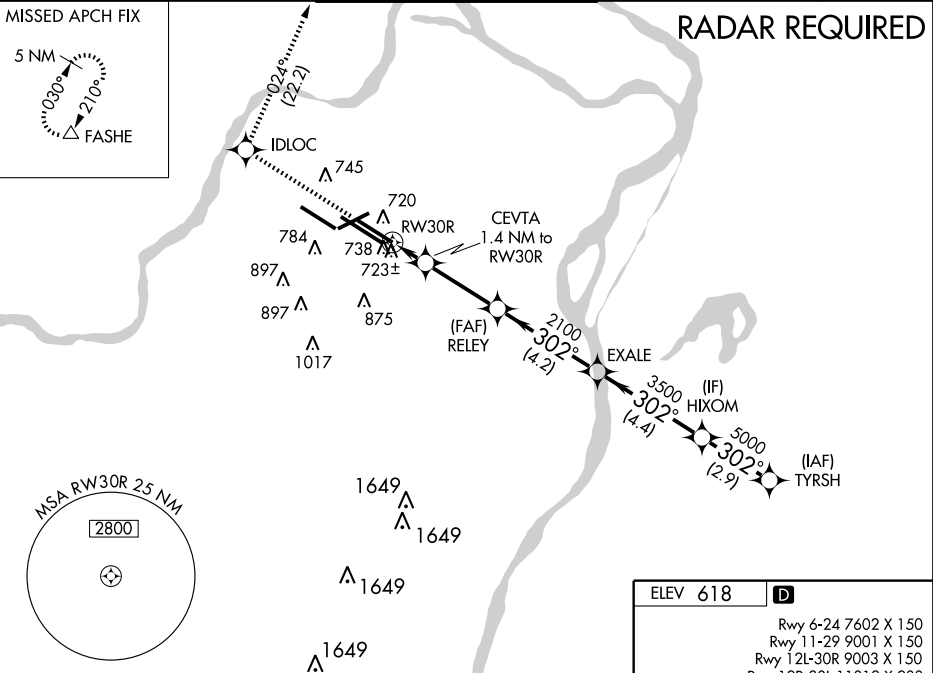 MISSED APCH FIX
5 NM
030°
210°
FASHE
RADAR REQUIRED
024°
(22.2)
IDLOC
745
720
RW30R
CEVTA
1.4 NM to
RW30R
784
738
723±
897
897
875
1017
(FAF)
RELEY
2100
302°
(4.2)
EXALE
3500
302°
(4.4)
(IF)
HIXOM
5000
302°
(2.9)
(IAF)
TYRSH
MSA RW30R 25 NM
2800
1649
1649
1649
1649
ELEV 618 D
Rwy 6-24 7602 X 150
Rwy 11-29 9001 X 150
Rwy 12L-30R 9003 X 150